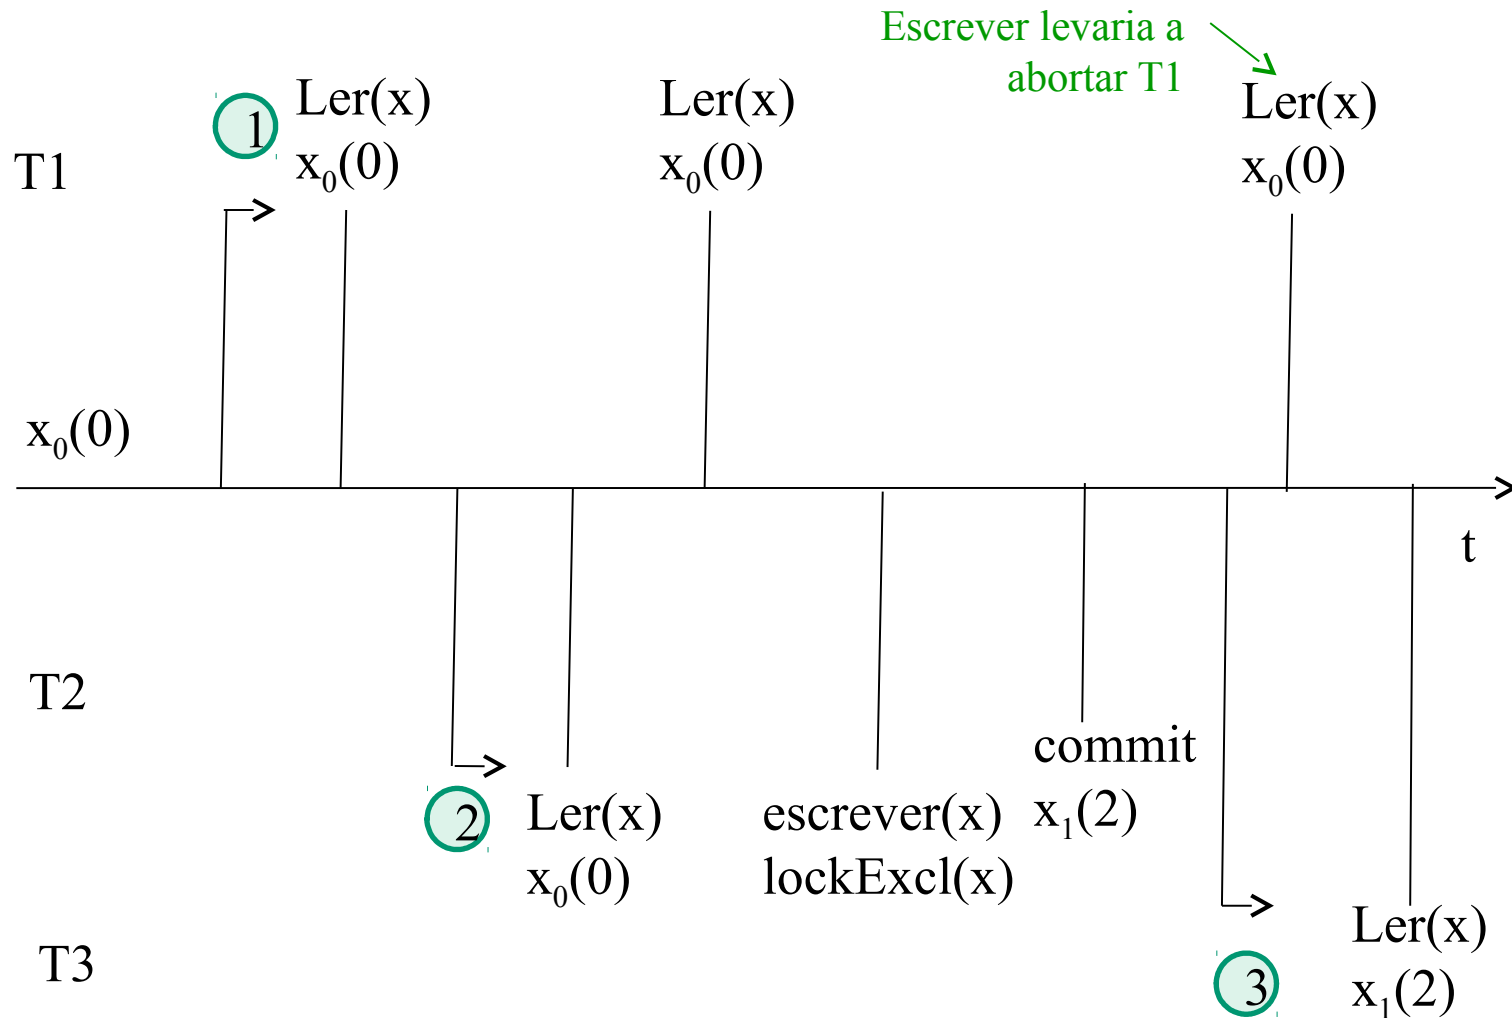 Escrever levaria a
abortar T1
1
Ler(x)
x₀(0)
Ler(x)
x₀(0)
Ler(x)
x₀(0)
T1
x₀(0)
t
T2
2
Ler(x)
x₀(0)
escrever(x)
lockExcl(x)
commit
x₁(2)
T3
3
Ler(x)
x₁(2)